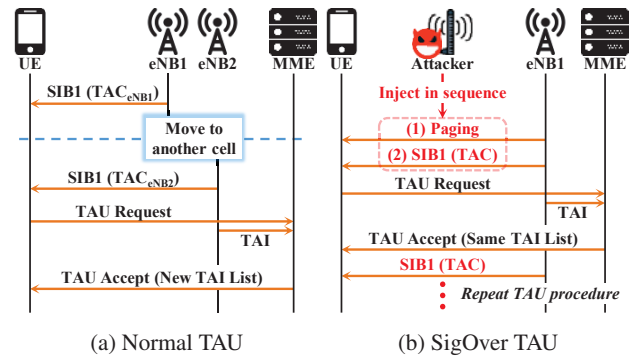 UE
eNB1
eNB2
MME
SIB1 (TAC_eNB1)
Move to
another cell
SIB1 (TAC_eNB2)
TAU Request
TAI
TAU Accept (New TAI List)
(a) Normal TAU
UE
Attacker
eNB1
MME
Inject in sequence
(1) Paging
(2) SIB1 (TAC)
TAU Request
TAI
TAU Accept (Same TAI List)
SIB1 (TAC)
Repeat TAU procedure
(b) SigOver TAU